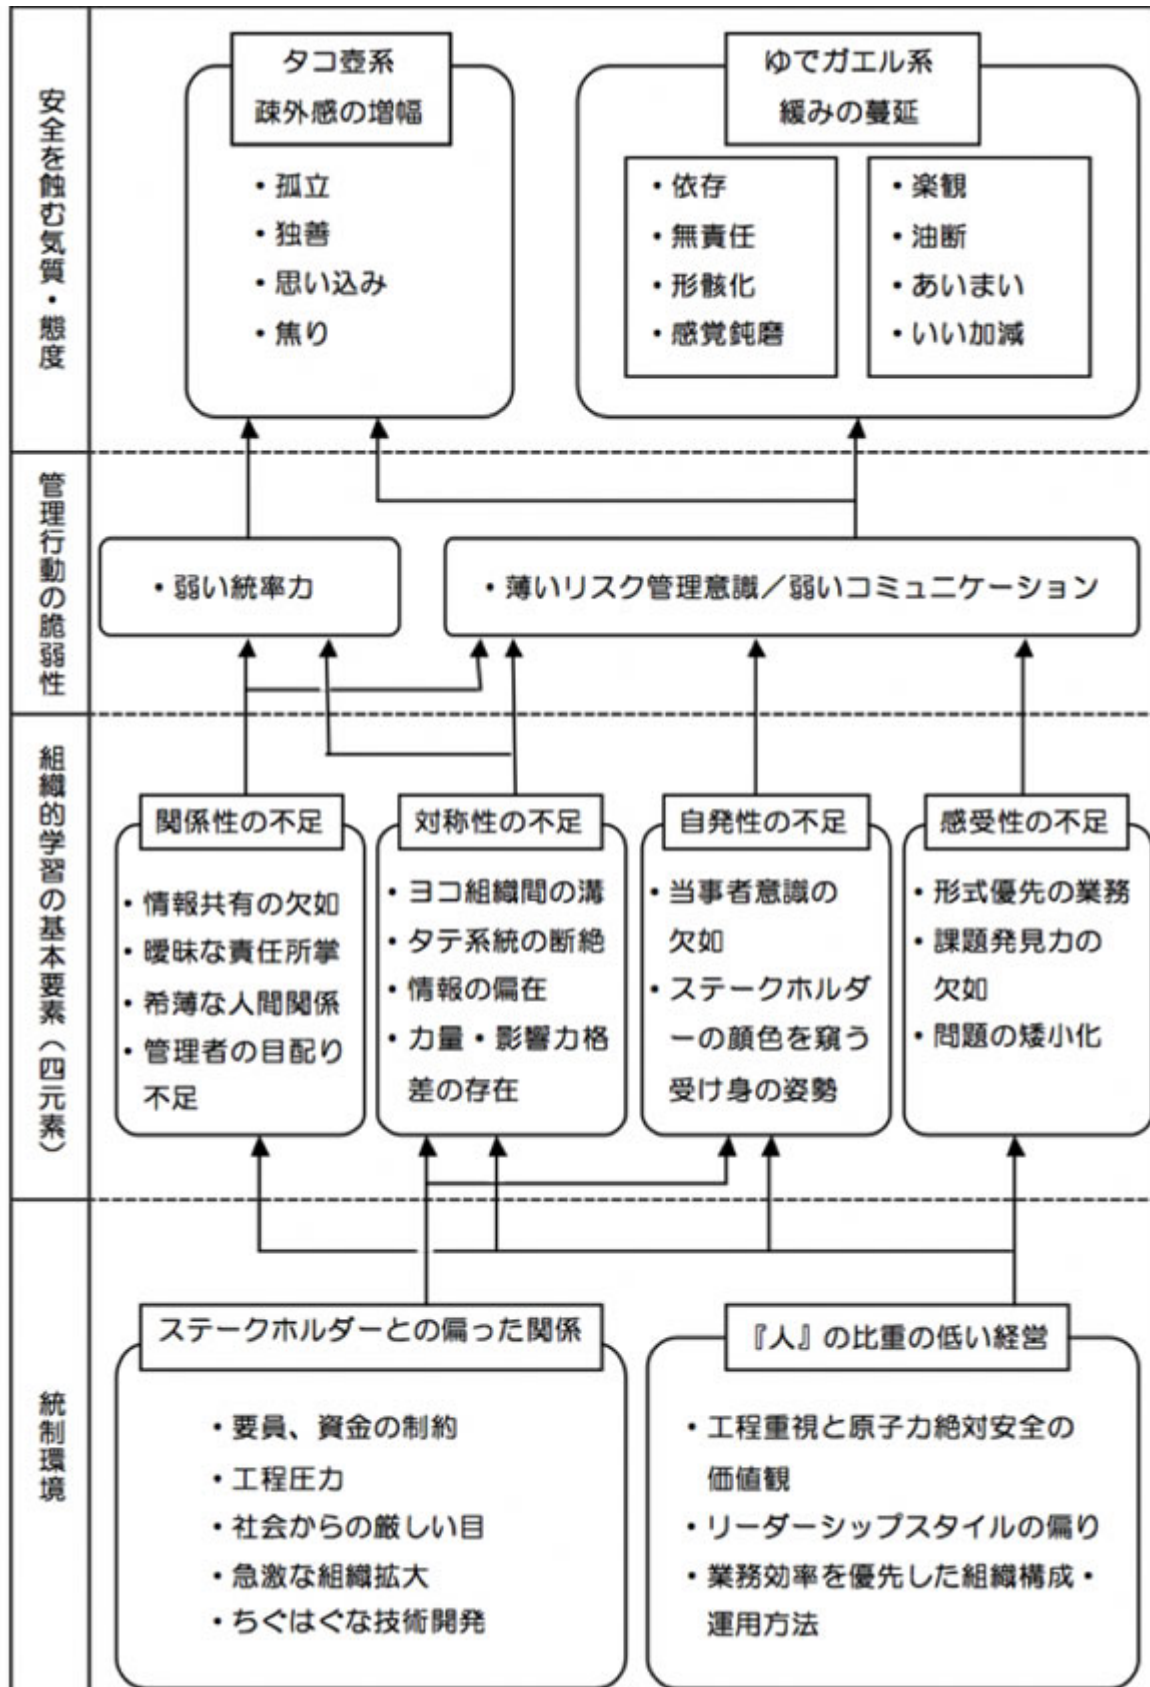 安全を蝕む気質・態度
タコ壺系
疎外感の増幅
・孤立
・独善
・思い込み
・焦り
ゆでガエル系
緩みの蔓延
・依存
・無責任
・形骸化
・感覚鈍磨
・楽観
・油断
・あいまい
・いい加減
管理行動の脆弱性
・弱い統率力
・薄いリスク管理意識／弱いコミュニケーション
組織的学習の基本要素（四元素）
関係性の不足
・情報共有の欠如
・曖昧な責任所掌
・希薄な人間関係
・管理者の目配り
不足
対称性の不足
・ヨコ組織間の溝
・タテ系統の断絶
・情報の偏在
・力量・影響力格
差の存在
自発性の不足
・当事者意識の
欠如
・ステークホルダ
ーの顔色を窺う
受け身の姿勢
感受性の不足
・形式優先の業務
・課題発見力の
欠如
・問題の矮小化
統制環境
ステークホルダーとの偏った関係
・要員、資金の制約
・工程圧力
・社会からの厳しい目
・急激な組織拡大
・ちぐはぐな技術開発
『人』の比重の低い経営
・工程重視と原子力絶対安全の
価値観
・リーダーシップスタイルの偏り
・業務効率を優先した組織構成・
運用方法